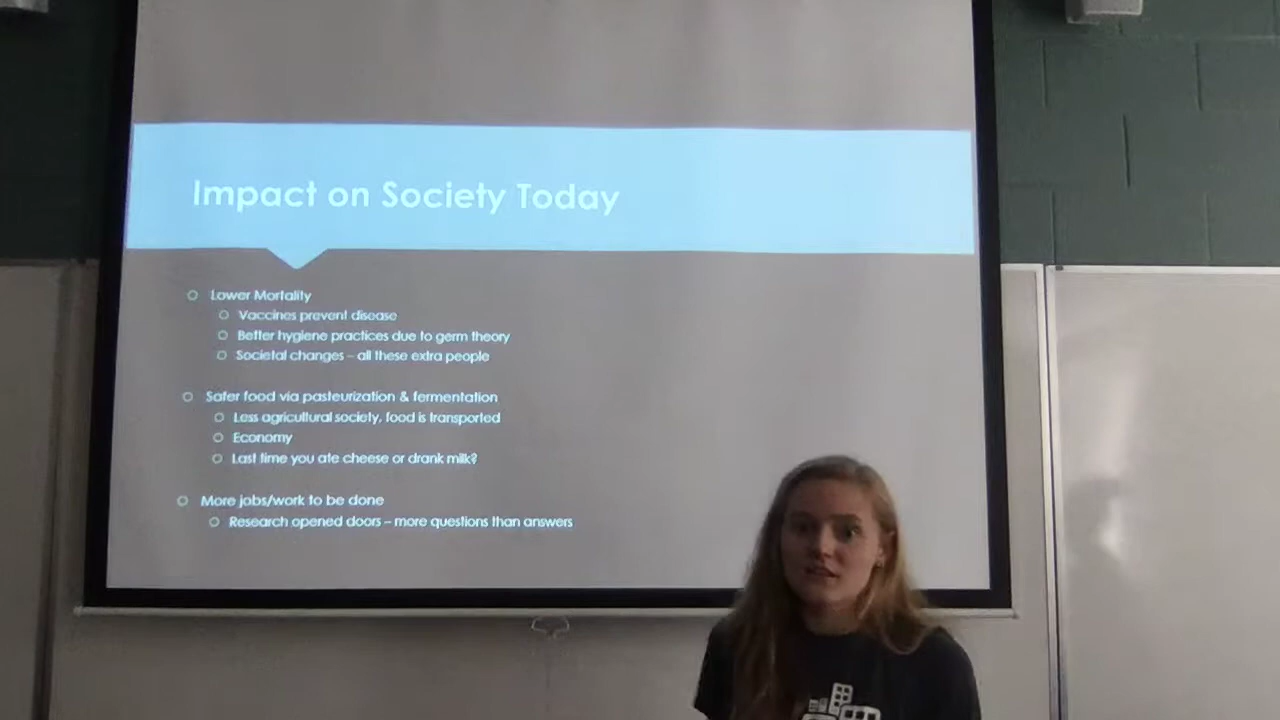 Impact on Society Today
Lower Mortality
Vaccines prevent disease
Better hygiene practices due to germ theory
Societal changes – all these extra people
Safer food via pasteurization & fermentation
Less agricultural society, food is transported
Economy
Last time you ate cheese or drank milk?
More jobs/work to be done
Research opened doors – more questions than answers